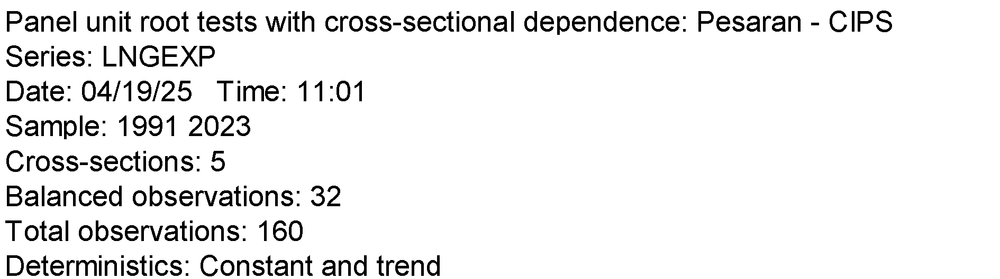 Panel unit root tests with cross-sectional dependence: Pesaran - CIPS
Series: LNGEXP
Date: 04/19/25   Time: 11:01
Sample: 1991 2023
Cross-sections: 5
Balanced observations: 32
Total observations: 160
Deterministics: Constant and trend